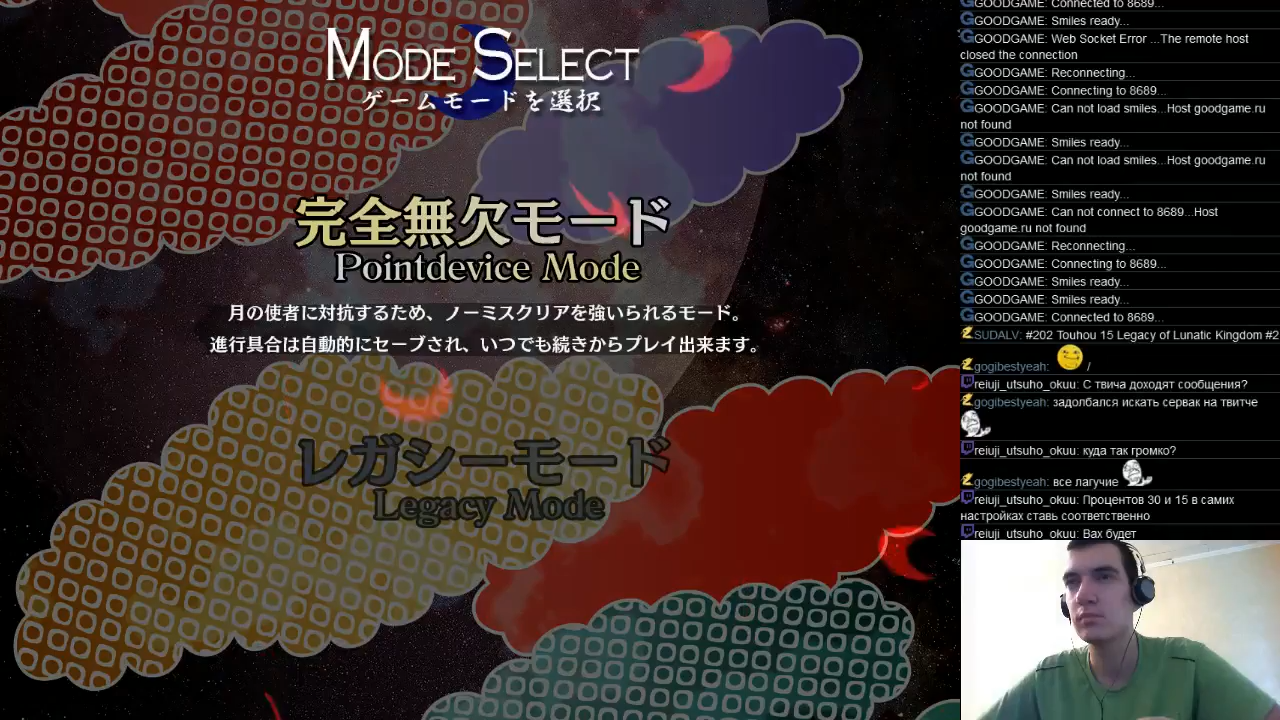 MODE SELECT
ゲームモードを選択
完全無欠モード
Pointdevice Mode
月の使者に対抗するため、ノーミスクリアを強いられるモード。
進行具合は自動的にセーブされ、いつでも続きからプレイ出来ます。
レガシーモード
Legacy Mode
GOODGAME: Connected to 8689...
GOODGAME: Smiles ready...
GOODGAME: Web Socket Error ...The remote host
closed the connection
GOODGAME: Reconnecting...
GOODGAME: Connecting to 8689...
GOODGAME: Can not load smiles...Host goodgame.ru
not found
GOODGAME: Smiles ready...
GOODGAME: Can not load smiles...Host goodgame.ru
not found
GOODGAME: Smiles ready...
GOODGAME: Can not connect to 8689...Host
goodgame.ru not found
GOODGAME: Reconnecting...
GOODGAME: Connecting to 8689...
GOODGAME: Smiles ready...
GOODGAME: Smiles ready...
GOODGAME: Connected to 8689...
SUDALV: #202 Touhou 15 Legacy of Lunatic Kingdom #2
gogibestyeah: /
reiuji_utsuho_okuu: С твича доходят сообщения?
gogibestyeah: задолбался искать сервак на твитче
reiuji_utsuho_okuu: куда так громко?
gogibestyeah: все лагучие
reiuji_utsuho_okuu: Процентов 30 и 15 в самих
настройках ставь соответственно
reiuji_utsuho_okuu: Вах будет